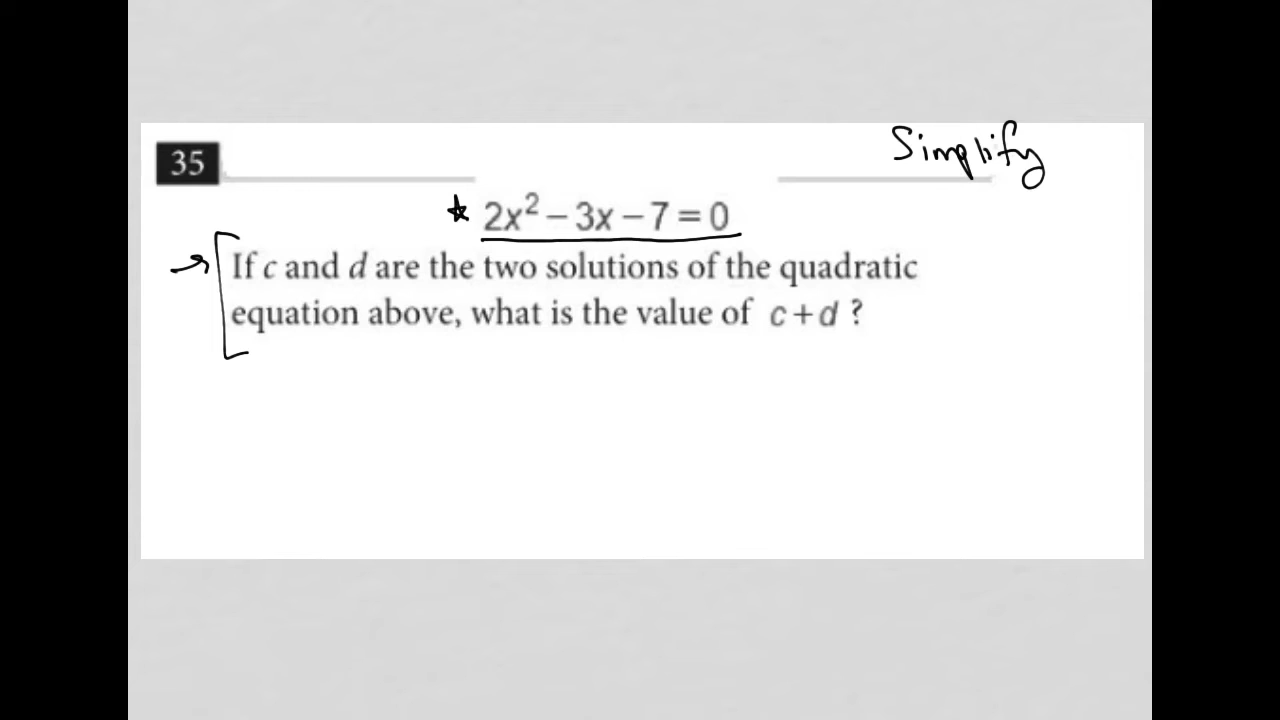 Simplify
35
★ 2x² – 3x – 7 = 0
If c and d are the two solutions of the quadratic
equation above, what is the value of c + d ?